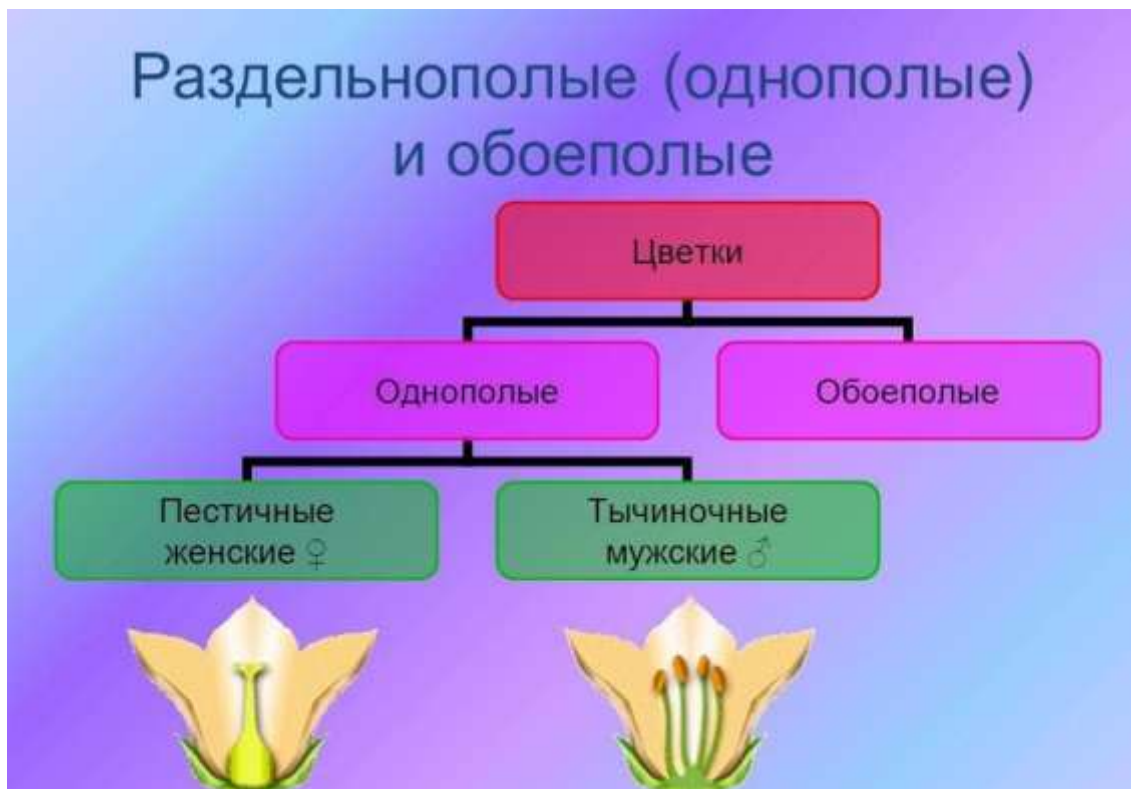 Раздельнополые (однополые)
и обоеполые
Цветки
Однополые
Обоеполые
Пестичные
женские ♀
Тычиночные
мужские ♂